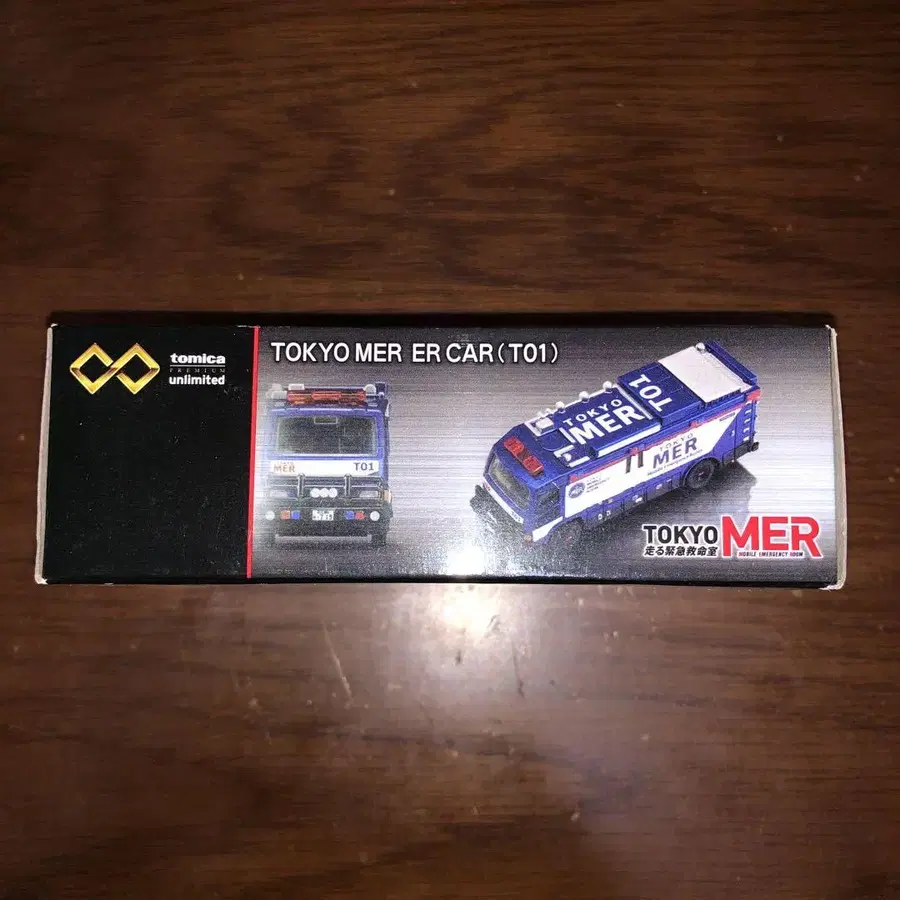 tomica
PREMIUM
unlimited
TOKYO MER ER CAR (T01)
TOKYO
MER
T01
TOKYO
MER
T01
TOKYO
MER
TOKYO MER
走る緊急救命室
MOBILE EMERGENCY ROOM